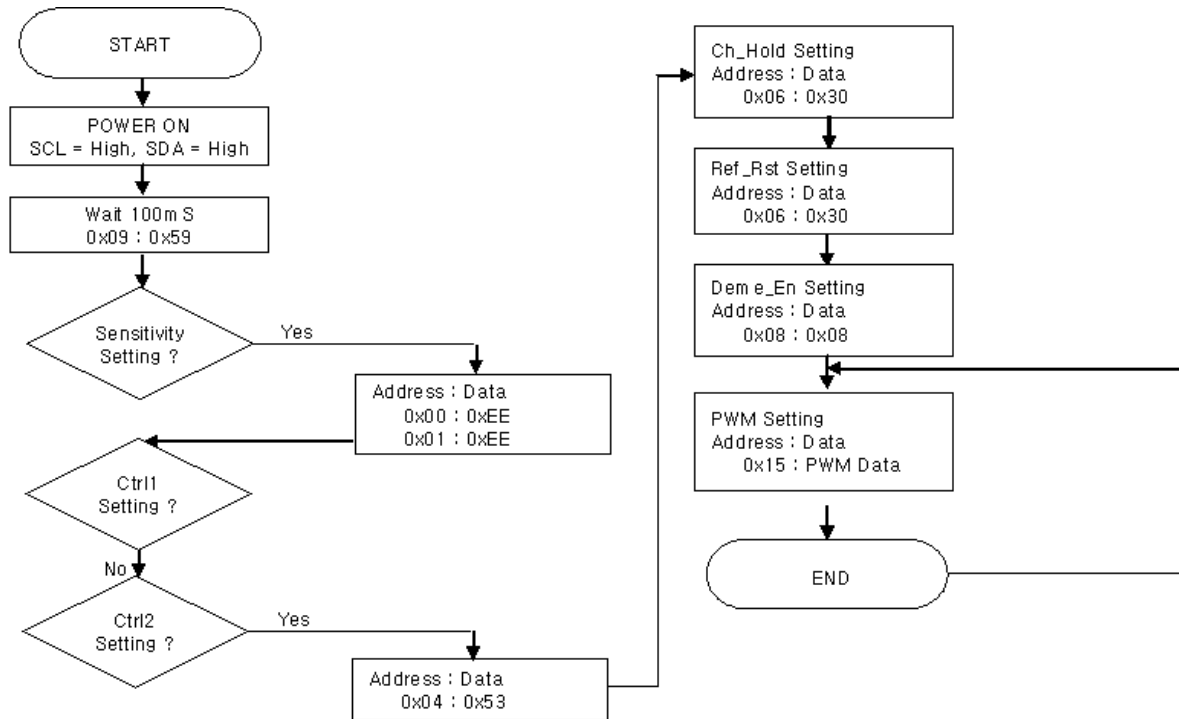 START
POWER ON
SCL = High, SDA = High
Wait 100mS
0x09 : 0x59
Sensitivity
Setting ?
Yes
Address : Data
0x00 : 0xEE
0x01 : 0xEE
Ctrl1
Setting ?
No
Ctrl2
Setting ?
Yes
Address : Data
0x04 : 0x53
Ch_Hold Setting
Address : Data
0x06 : 0x30
Ref_Rst Setting
Address : Data
0x06 : 0x30
Deme_En Setting
Address : Data
0x08 : 0x08
PWM Setting
Address : Data
0x15 : PWM Data
END